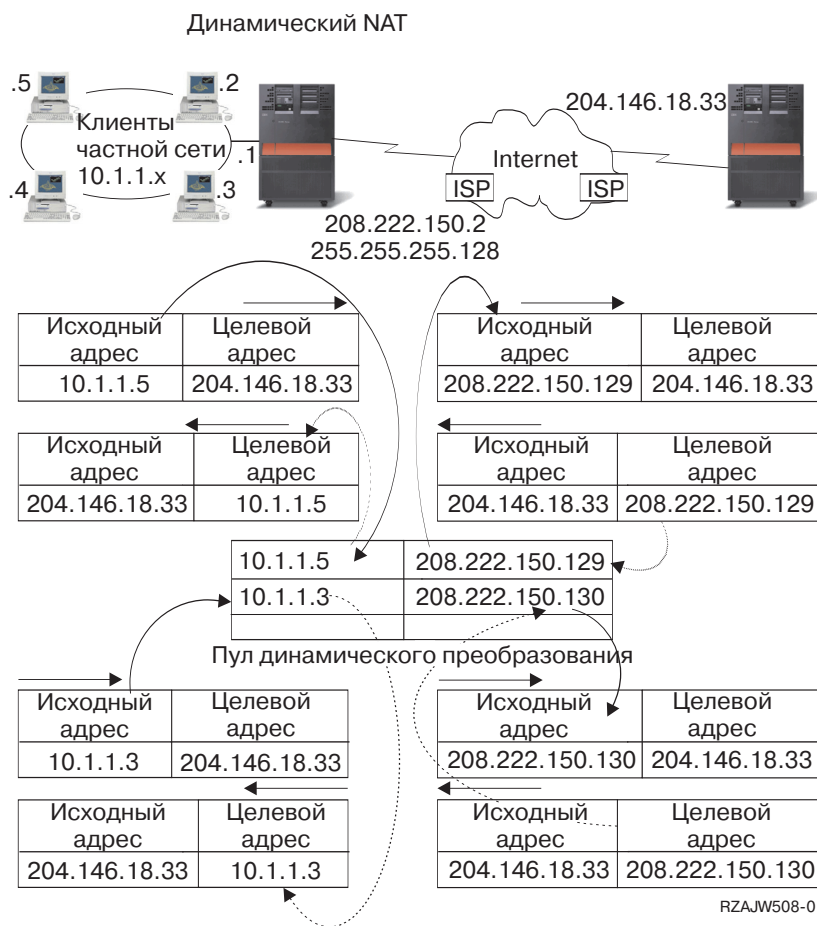 Динамический NAT
.5
.2
204.146.18.33
Клиенты
частной сети
10.1.1.x
.1
Internet
.4
.3
ISP
ISP
208.222.150.2
255.255.255.128
Исходный адрес
Целевой адрес
10.1.1.5
204.146.18.33
Исходный адрес
Целевой адрес
208.222.150.129
204.146.18.33
Исходный адрес
Целевой адрес
204.146.18.33
10.1.1.5
Исходный адрес
Целевой адрес
204.146.18.33
208.222.150.129
10.1.1.5
208.222.150.129
10.1.1.3
208.222.150.130
Пул динамического преобразования
Исходный адрес
Целевой адрес
10.1.1.3
204.146.18.33
Исходный адрес
Целевой адрес
208.222.150.130
204.146.18.33
Исходный адрес
Целевой адрес
204.146.18.33
10.1.1.3
Исходный адрес
Целевой адрес
204.146.18.33
208.222.150.130
RZAJW508-0